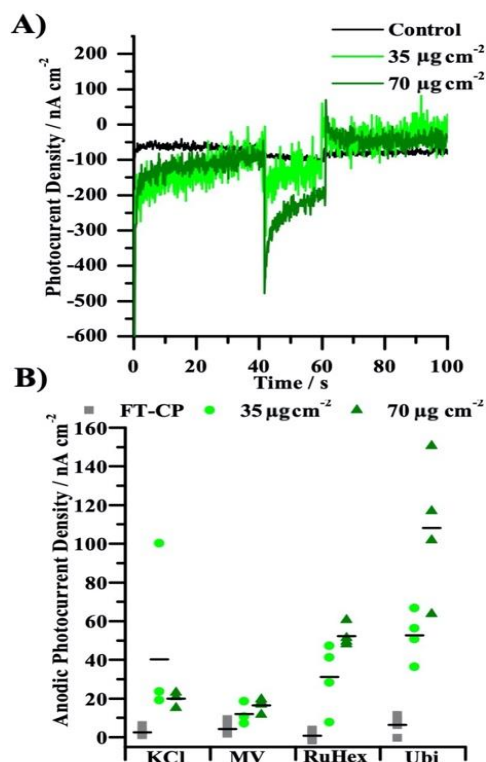 A)
Control
35 µg cm⁻²
70 µg cm⁻²
Photocurent Density / nA cm⁻²
200
100
0
-100
-200
-300
-400
-500
-600
0 20 40 60 80 100
Time / s
B)
FT-CP 35 µg cm⁻² 70 µg cm⁻²
Anodic Photocurrent Density / nA cm⁻²
160
140
120
100
80
60
40
20
0
KCl MV RuHex Ubi